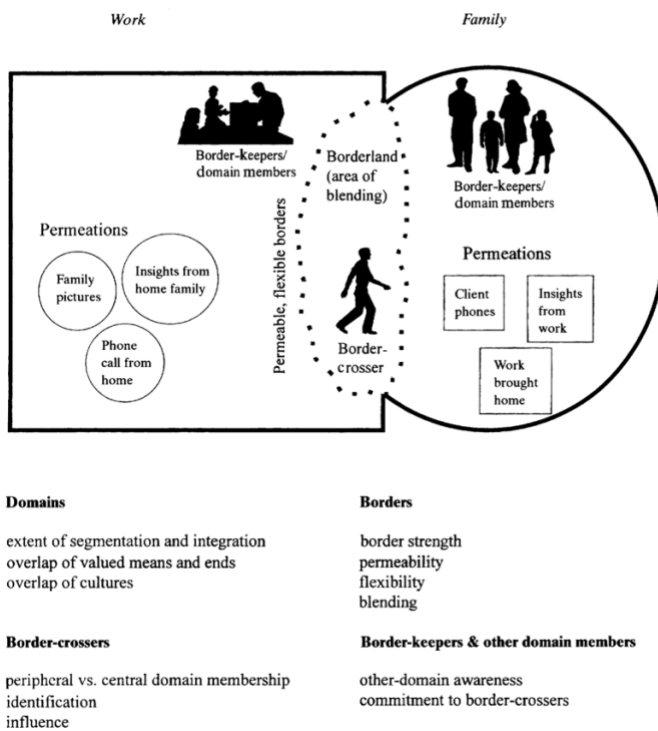 Work
Family
Border-keepers/
domain members
Borderland
(area of
blending)
Border-keepers/
domain members
Permeations
Family
pictures
Insights from
home family
Phone
call from
home
Permeable, flexible borders
Border-
crosser
Permeations
Client
phones
Insights
from
work
Work
brought
home
Domains
extent of segmentation and integration
overlap of valued means and ends
overlap of cultures
Borders
border strength
permeability
flexibility
blending
Border-crossers
peripheral vs. central domain membership
identification
influence
Border-keepers & other domain members
other-domain awareness
commitment to border-crossers